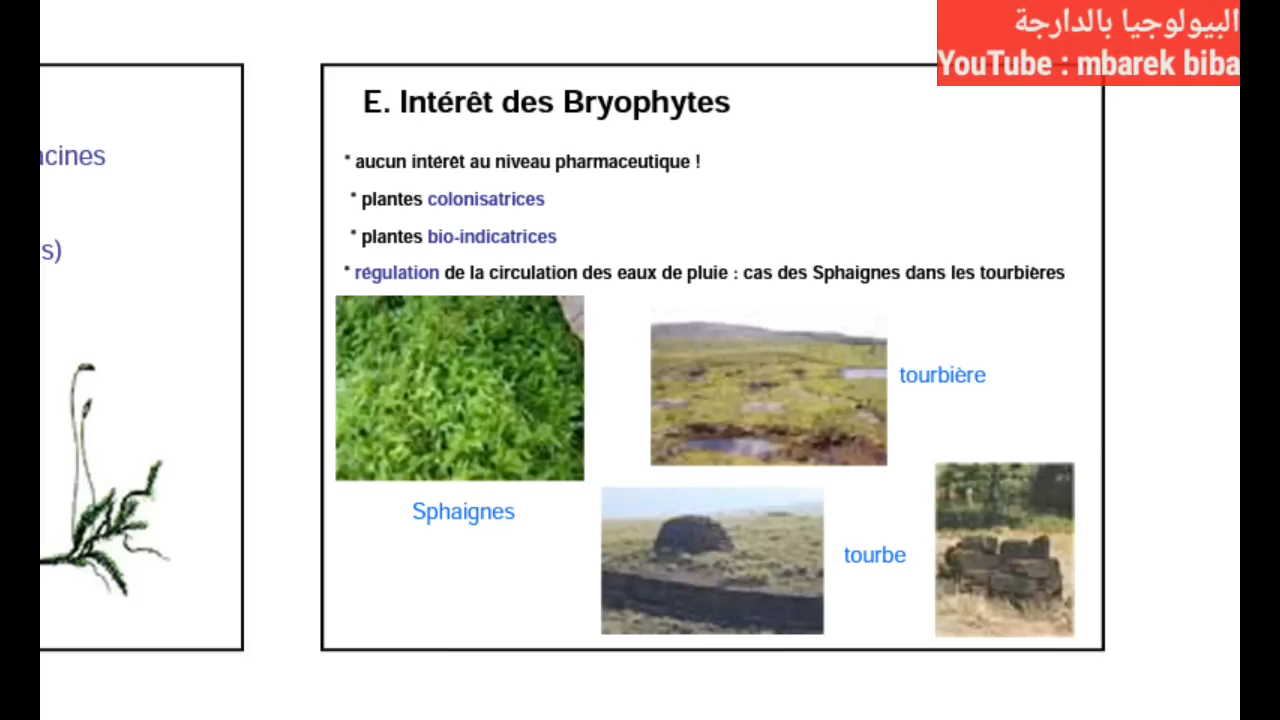 البيولوجيا بالدارجة
YouTube : mbarek biba
E. Intérêt des Bryophytes
* aucun intérêt au niveau pharmaceutique !
* plantes colonisatrices
* plantes bio-indicatrices
* régulation de la circulation des eaux de pluie : cas des Sphaignes dans les tourbières
tourbière
Sphaignes
tourbe
cines
s)